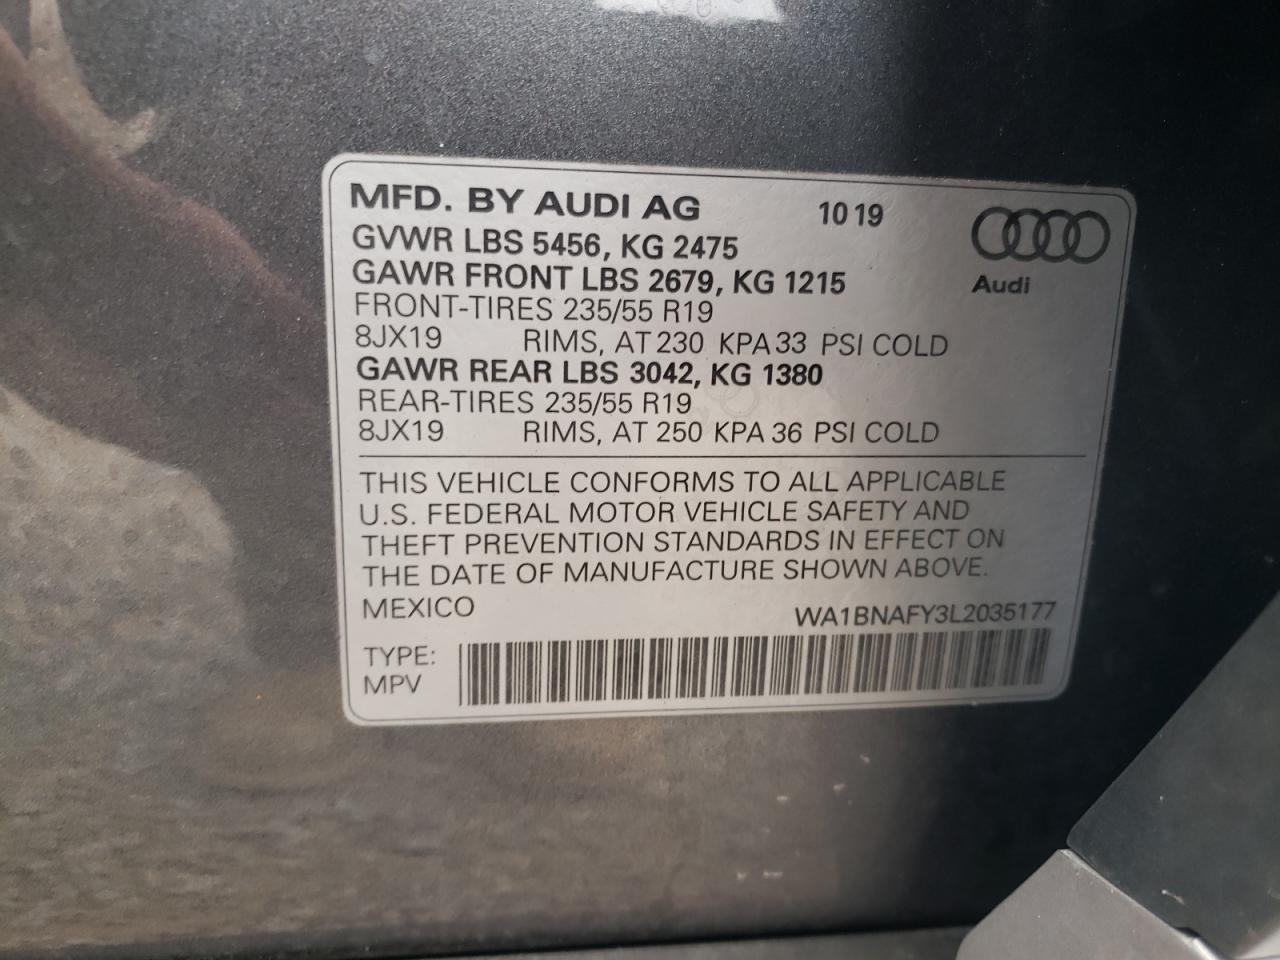 MFD. BY AUDI AG 10 19
GVWR LBS 5456, KG 2475
GAWR FRONT LBS 2679, KG 1215
Audi
FRONT-TIRES 235/55 R19
8JX19 RIMS, AT 230 KPA 33 PSI COLD
GAWR REAR LBS 3042, KG 1380
REAR-TIRES 235/55 R19
8JX19 RIMS, AT 250 KPA 36 PSI COLD
THIS VEHICLE CONFORMS TO ALL APPLICABLE
U.S. FEDERAL MOTOR VEHICLE SAFETY AND
THEFT PREVENTION STANDARDS IN EFFECT ON
THE DATE OF MANUFACTURE SHOWN ABOVE.
MEXICO WA1BNAFY3L2035177
TYPE:
MPV